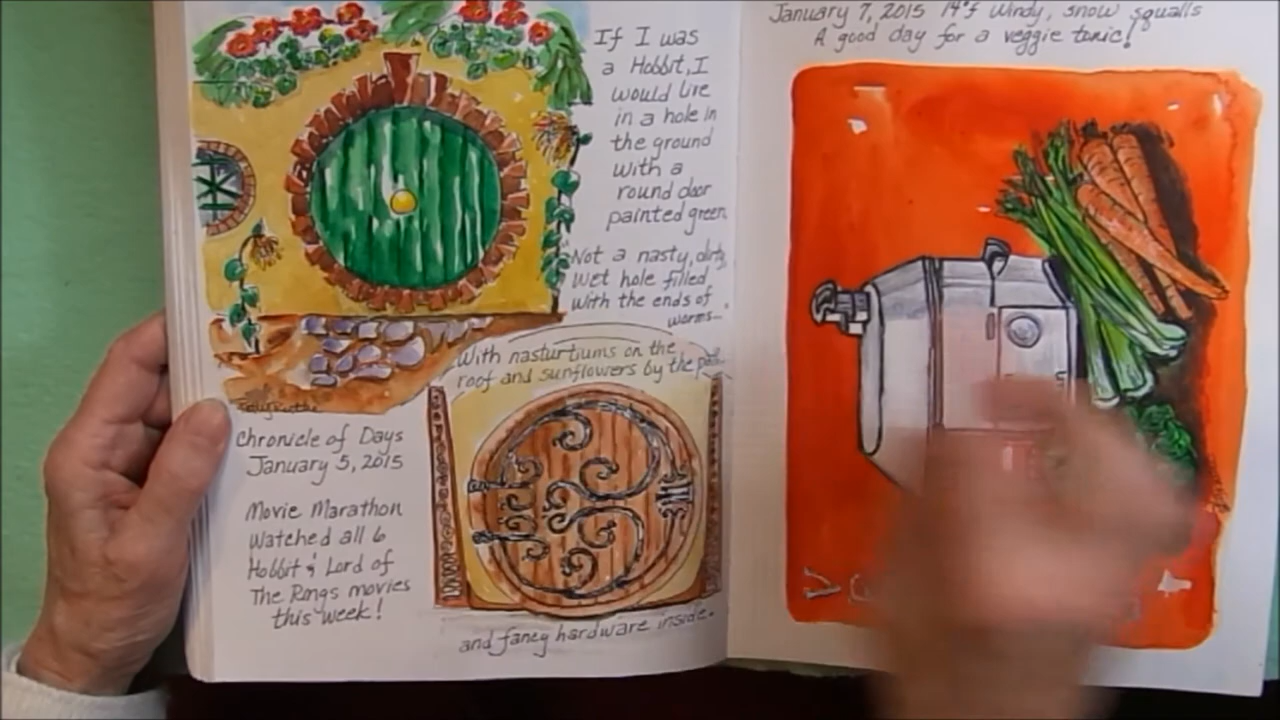 If I was
a Hobbit, I
would live
in a hole in
the ground
with a
round door
painted green
Not a nasty, dirty
wet hole filled
with the ends of
worms...
With nasturtiums on the
roof and sunflowers by the
Chronicle of Days
January 5, 2015
Movie Marathon
Watched all 6
Hobbit & Lord of
The Rings movies
this week!
and fancy hardware inside.
January 7, 2015 14°f Windy, snow squalls
A good day for a veggie tonic!